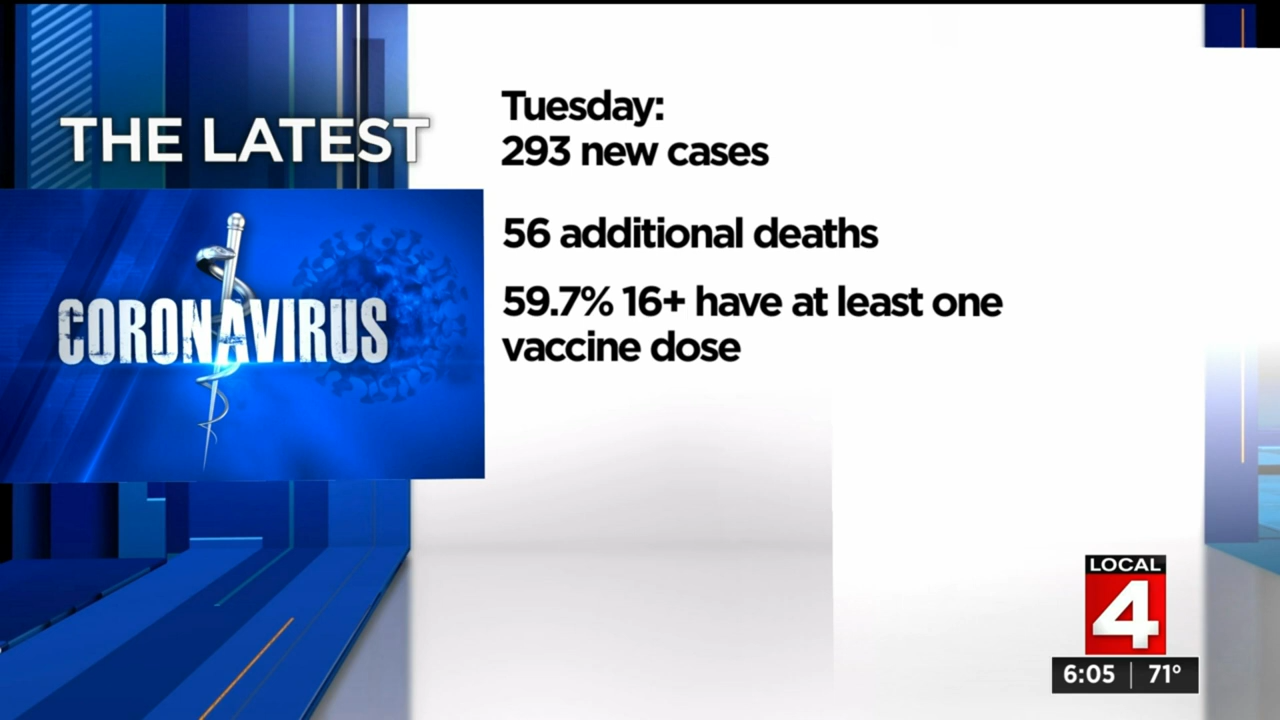 THE LATEST
CORONAVIRUS
Tuesday:
293 new cases
56 additional deaths
59.7% 16+ have at least one
vaccine dose
LOCAL
4
6:05 | 71°